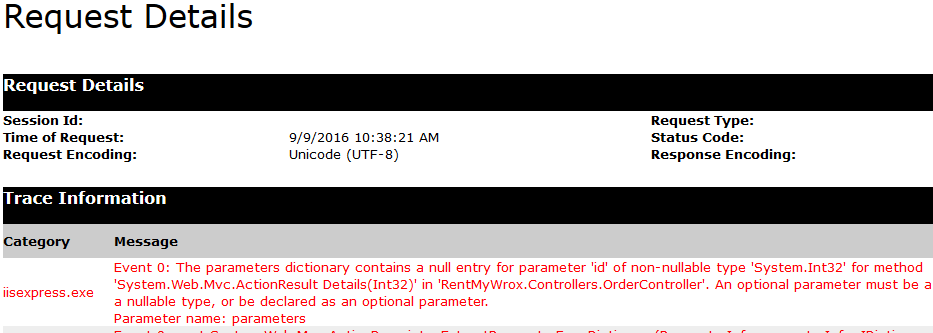 Request Details
Request Details
Session Id: Request Type:
Time of Request: 9/9/2016 10:38:21 AM Status Code:
Request Encoding: Unicode (UTF-8) Response Encoding:
Trace Information
Category Message
Event 0: The parameters dictionary contains a null entry for parameter 'id' of non-nullable type 'System.Int32' for method
'System.Web.Mvc.ActionResult Details(Int32)' in 'RentMyWrox.Controllers.OrderController'. An optional parameter must be a
iisexpress.exe a nullable type, or be declared as an optional parameter.
Parameter name: parameters